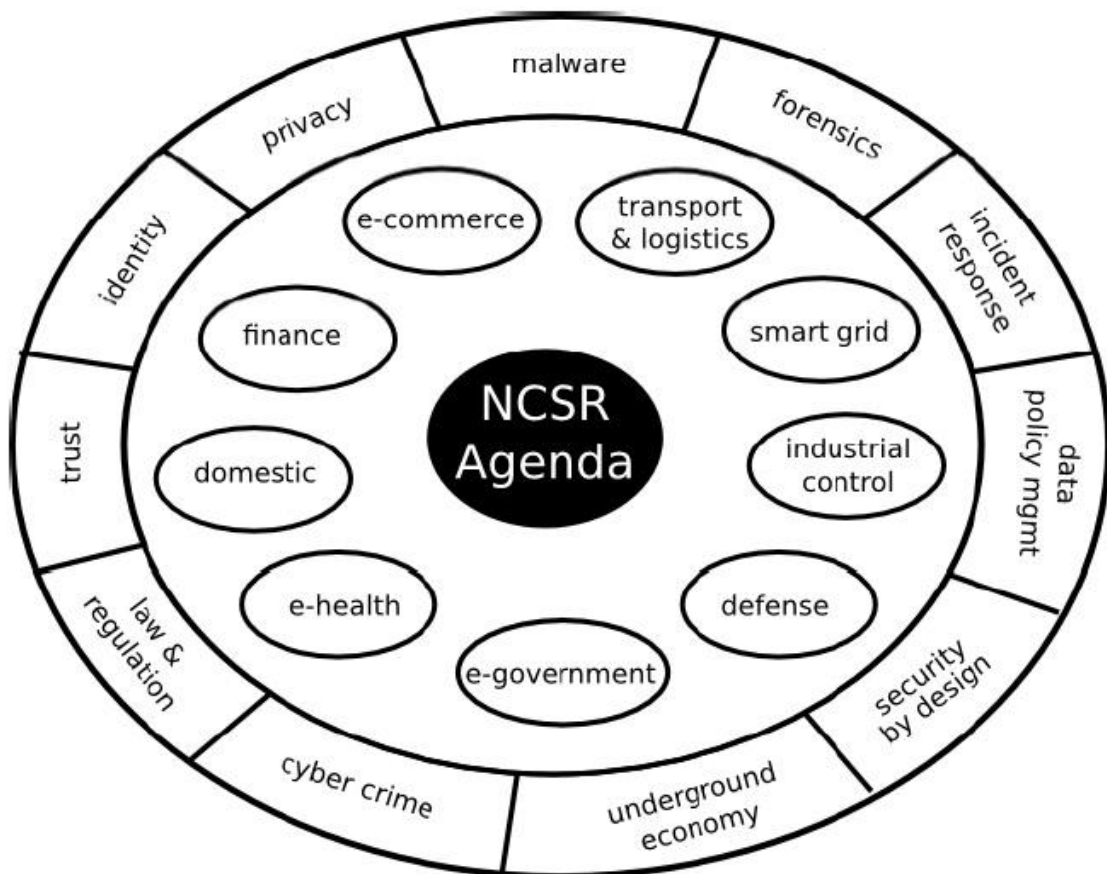 malware
forensics
incident
response
data
policy mgmt
security
by design
underground
economy
cyber crime
law &
regulation
trust
identity
privacy
e-commerce
transport
& logistics
smart grid
industrial
control
defense
e-government
e-health
domestic
finance
NCSR
Agenda